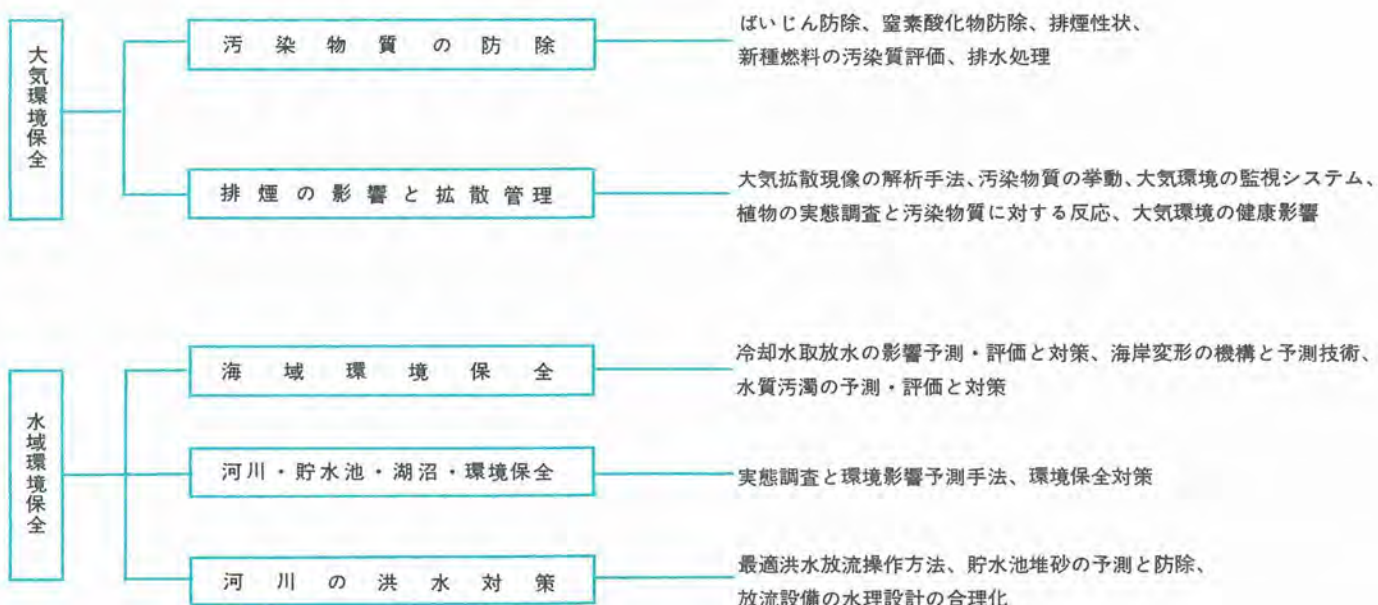 大気環境保全
汚染物質の防除
ばいじん防除、窒素酸化物防除、排煙性状、
新種燃料の汚染質評価、排水処理
排煙の影響と拡散管理
大気拡散現像の解析手法、汚染物質の挙動、大気環境の監視システム、
植物の実態調査と汚染物質に対する反応、大気環境の健康影響
水域環境保全
海域環境保全
冷却水取放水の影響予測・評価と対策、海岸変形の機構と予測技術、
水質汚濁の予測・評価と対策
河川・貯水池・湖沼・環境保全
実態調査と環境影響予測手法、環境保全対策
河川の洪水対策
最適洪水放流操作方法、貯水池堆砂の予測と防除、
放流設備の水理設計の合理化